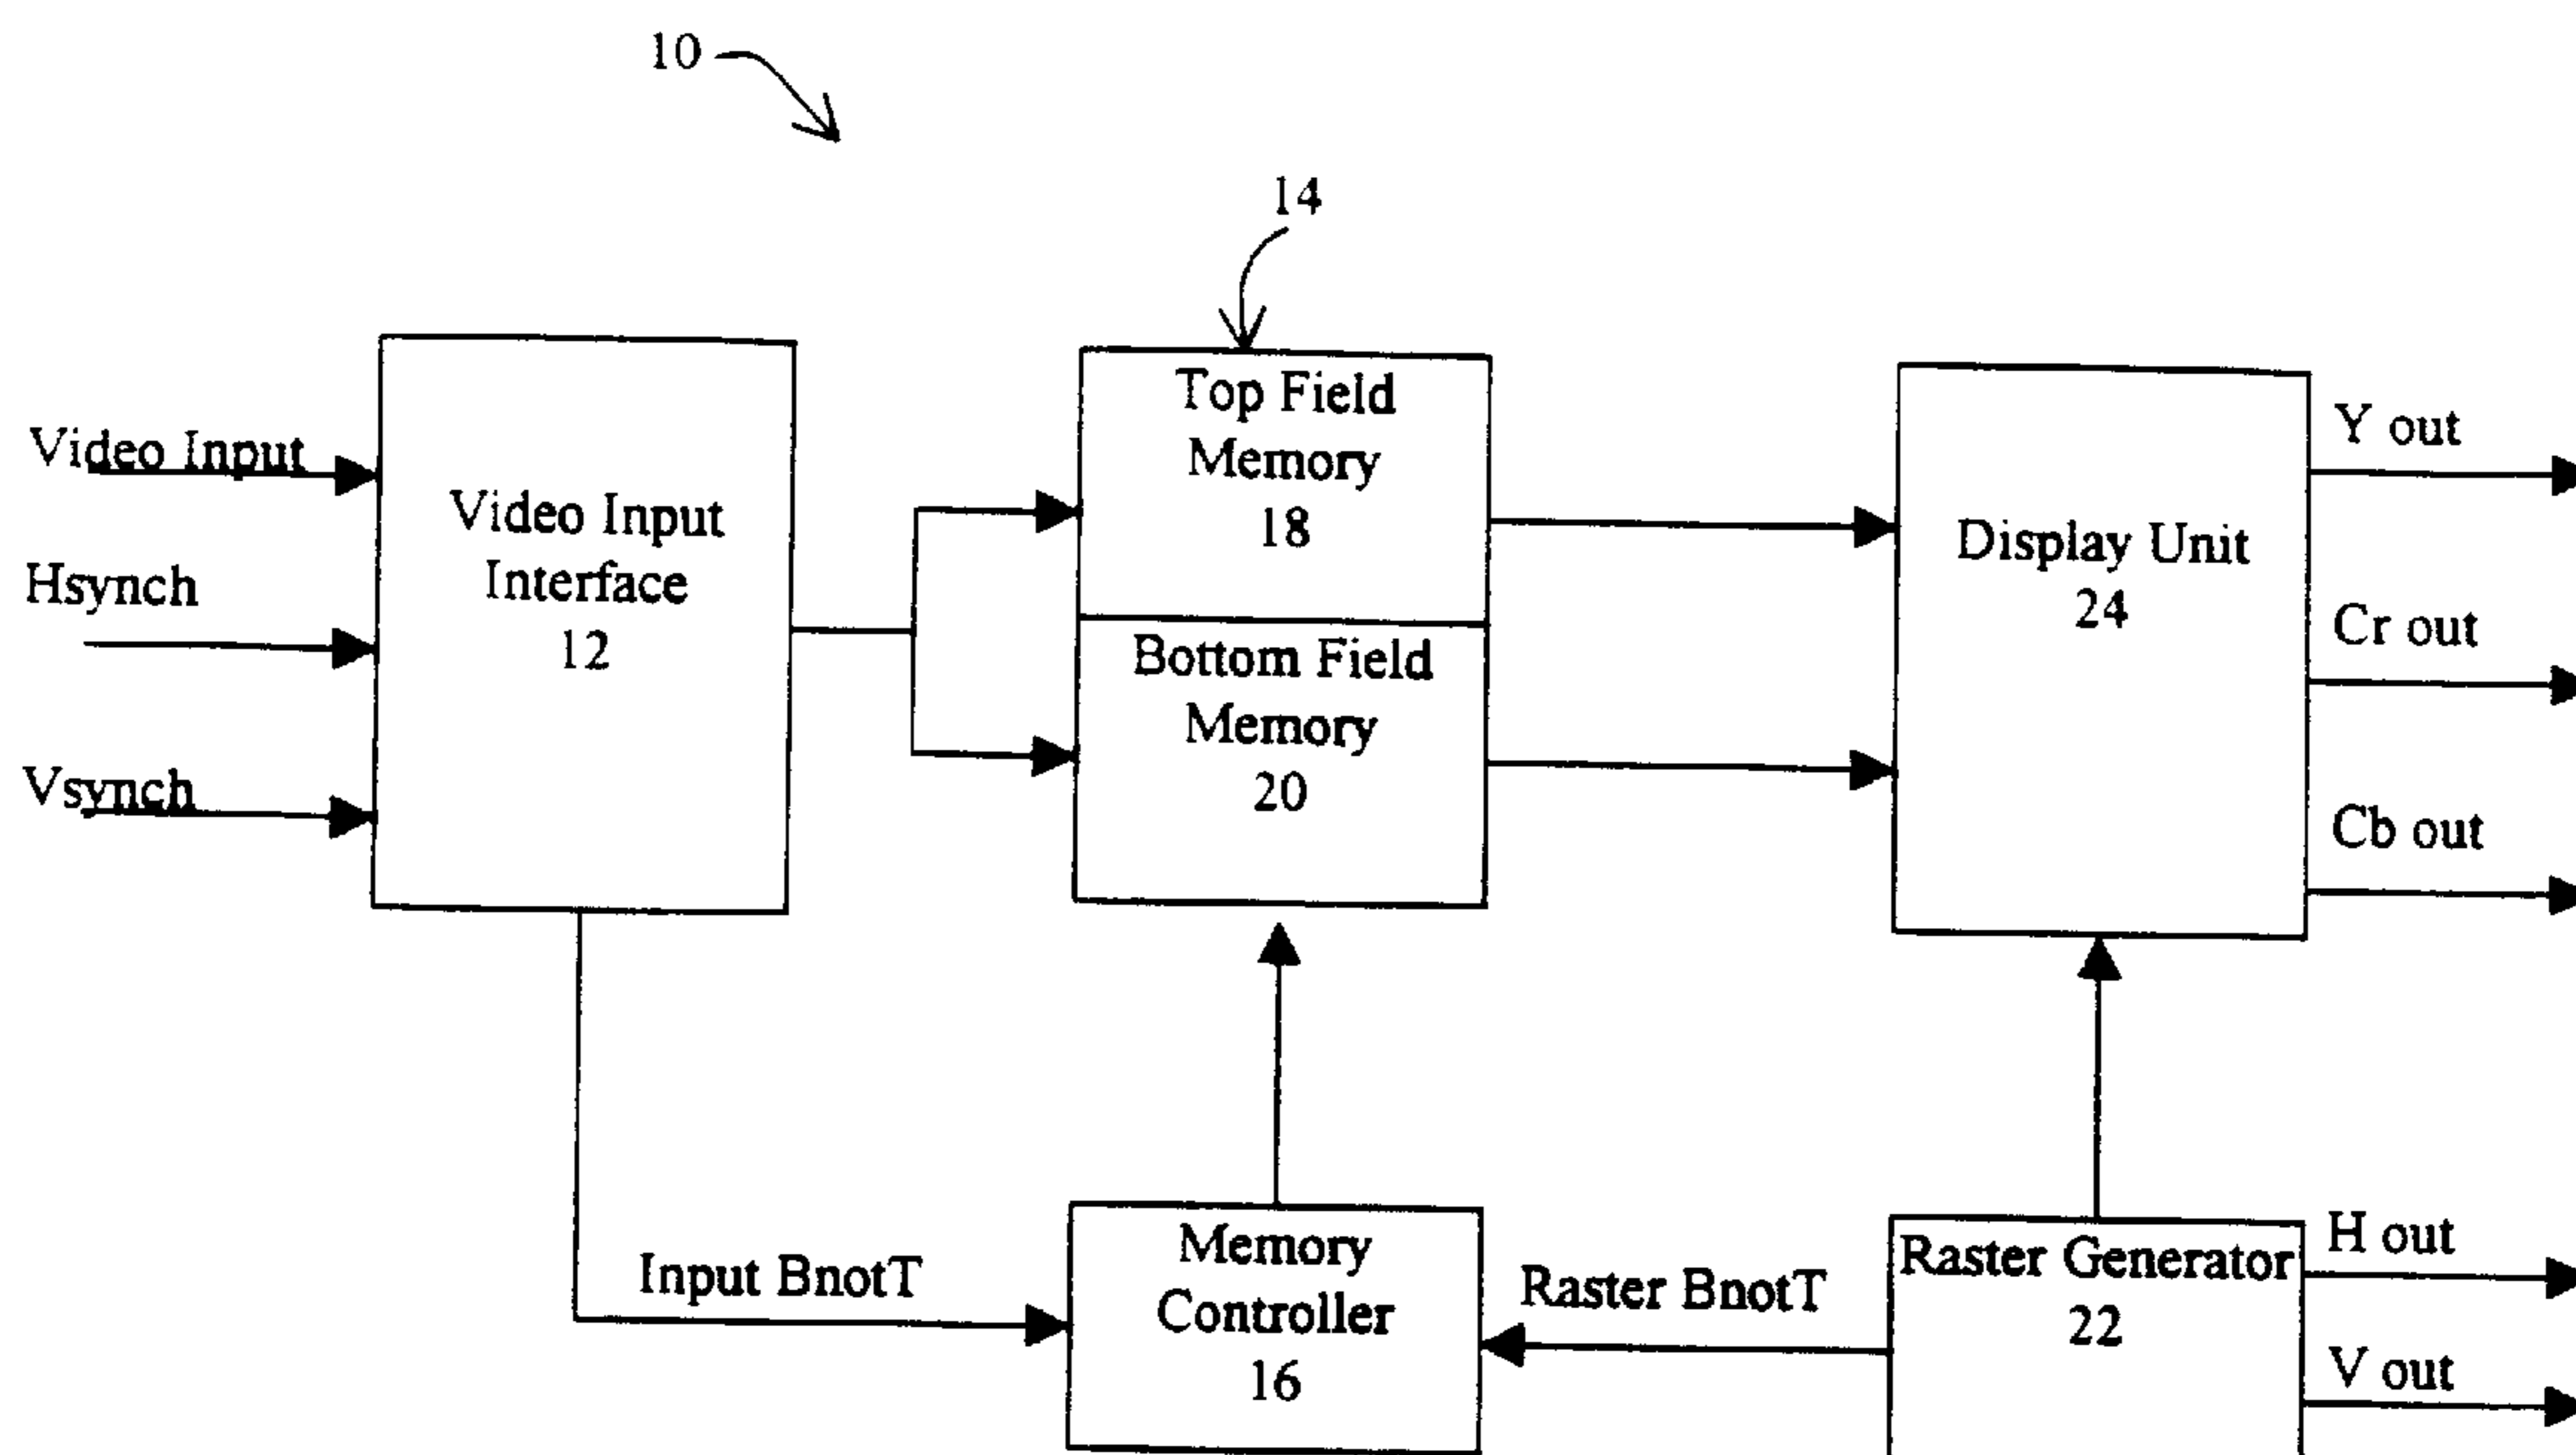 10
14
Video Input
Hsynch
Vsynch
Video Input
Interface
12
Top Field
Memory
18
Bottom Field
Memory
20
Display Unit
24
Y out
Cr out
Cb out
Input BnotT
Memory
Controller
16
Raster BnotT
Raster Generator
22
H out
V out